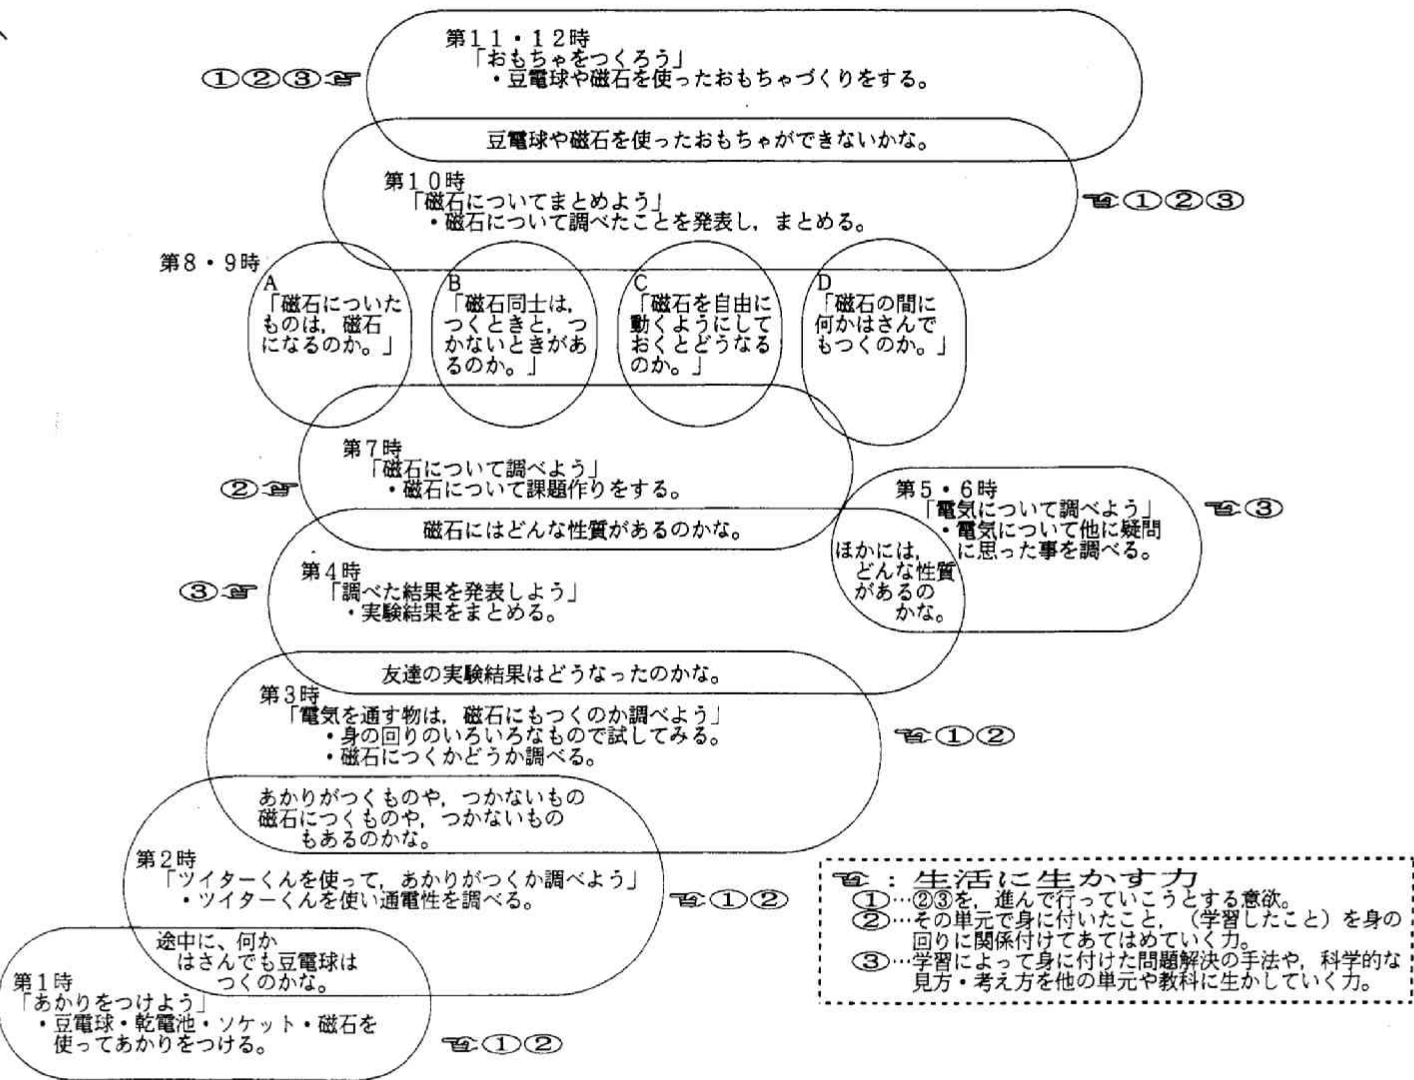 第11・12時
「おもちゃをつくろう」
・豆電球や磁石を使ったおもちゃづくりをする。
①②③☞
豆電球や磁石を使ったおもちゃができないかな。
第10時
「磁石についてまとめよう」
・磁石について調べたことを発表し，まとめる。
☜①②③
第8・9時
A
「磁石についた
ものは，磁石
になるのか。」
B
「磁石同士は，
つくときと，つ
かないときがあ
るのか。」
C
「磁石を自由に
動くようにして
おくとどうなる
のか。」
D
「磁石の間に
何かはさんで
もつくのか。」
第7時
「磁石について調べよう」
・磁石について課題作りをする。
②☞
磁石にはどんな性質があるのかな。
第5・6時
「電気について調べよう」
・電気について他に疑問
に思った事を調べる。
☜③
ほかには，
どんな性質
があるの
かな。
第4時
「調べた結果を発表しよう」
・実験結果をまとめる。
③☞
友達の実験結果はどうなったのかな。
第3時
「電気を通す物は，磁石にもつくのか調べよう」
・身の回りのいろいろなもので試してみる。
・磁石につくかどうか調べる。
☜①②
あかりがつくものや，つかないもの
磁石につくものや，つかないもの
もあるのかな。
第2時
「ツイターくんを使って，あかりがつくか調べよう」
・ツイターくんを使い通電性を調べる。
☜①②
途中に、何か
はさんでも豆電球は
つくのかな。
第1時
「あかりをつけよう」
・豆電球・乾電池・ソケット・磁石を
使ってあかりをつける。
☜①②
☜：生活に生かす力
①…②③を，進んで行っていこうとする意欲。
②…その単元で身に付いたこと，（学習したこと）を身の
回りに関係付けてあてはめていく力。
③…学習によって身に付けた問題解決の手法や，科学的な
見方・考え方を他の単元や教科に生かしていく力。